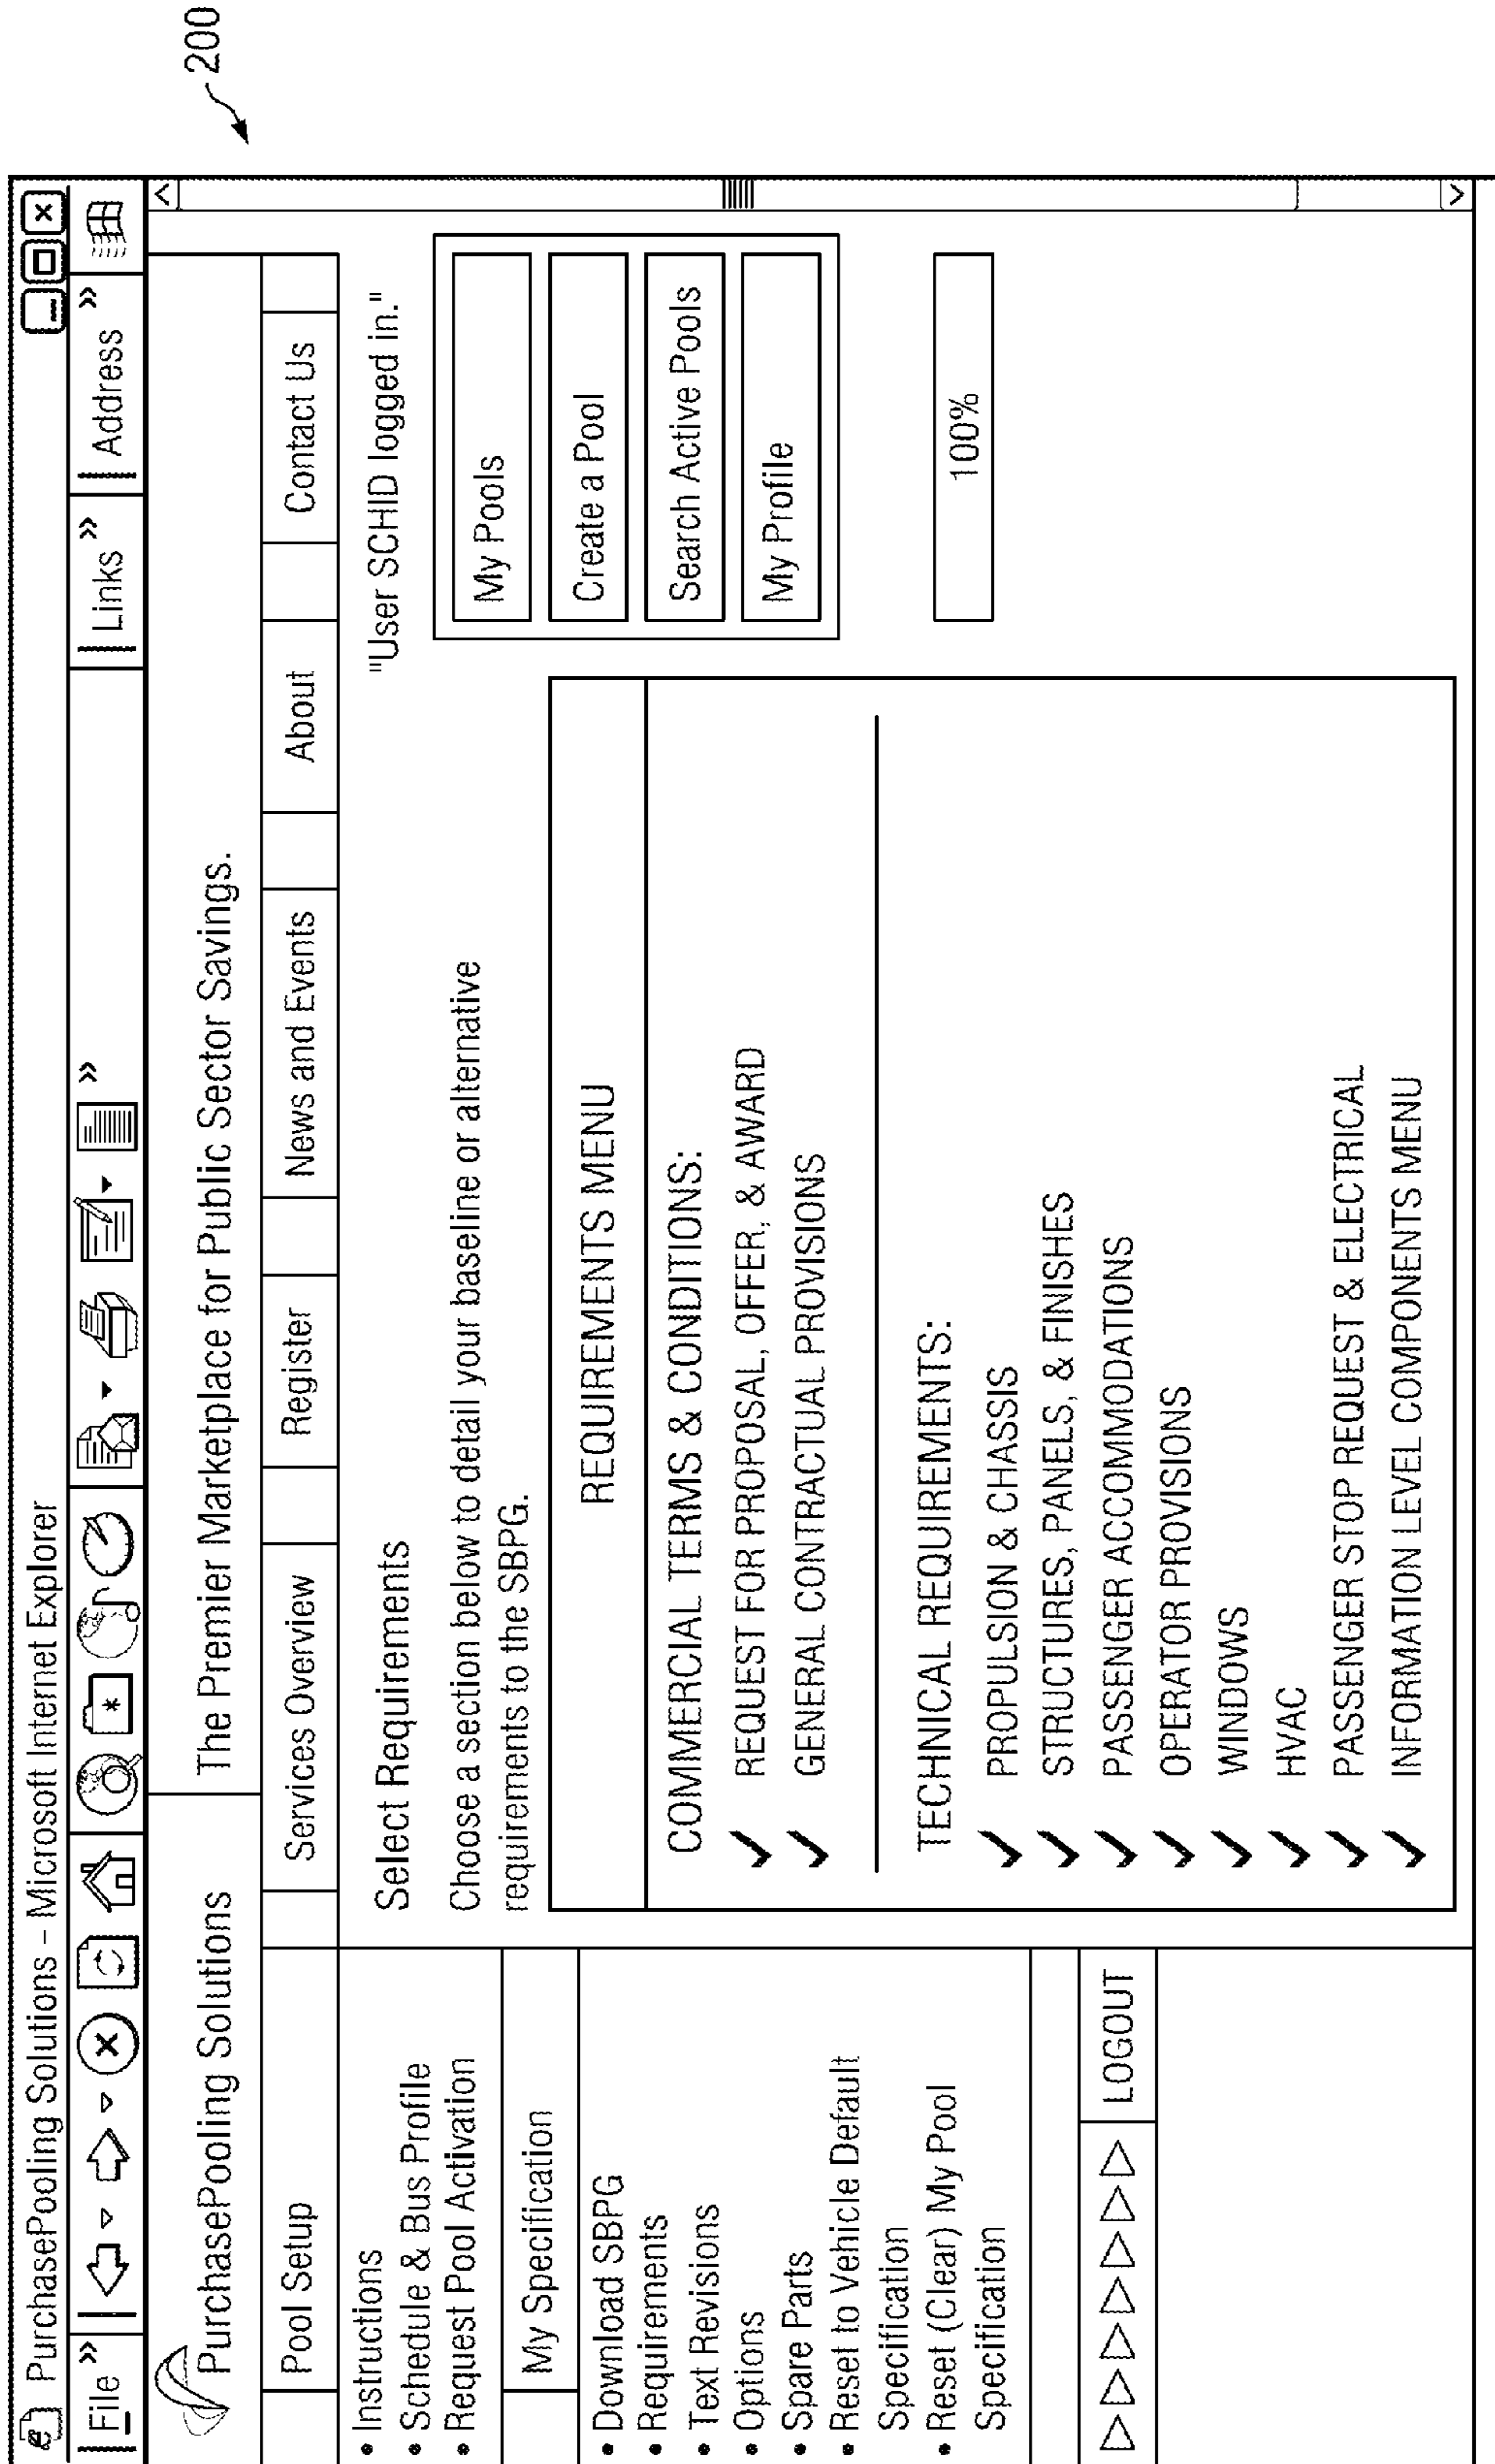 200
PurchasePooling Solutions – Microsoft Internet Explorer
File »
»
Links »
Address »
PurchasePooling Solutions
The Premier Marketplace for Public Sector Savings.
Pool Setup
Services Overview
Register
News and Events
About
Contact Us
• Instructions
• Schedule & Bus Profile
• Request Pool Activation
My Specification
• Download SBPG
• Requirements
• Text Revisions
• Options
• Spare Parts
• Reset to Vehicle Default
Specification
• Reset (Clear) My Pool
Specification
LOGOUT
Select Requirements
"User SCHID logged in."
Choose a section below to detail your baseline or alternative
requirements to the SBPG.
REQUIREMENTS MENU
COMMERCIAL TERMS & CONDITIONS:
✓ REQUEST FOR PROPOSAL, OFFER, & AWARD
✓ GENERAL CONTRACTUAL PROVISIONS
TECHNICAL REQUIREMENTS:
✓ PROPULSION & CHASSIS
✓ STRUCTURES, PANELS, & FINISHES
✓ PASSENGER ACCOMMODATIONS
✓ OPERATOR PROVISIONS
✓ WINDOWS
✓ HVAC
✓ PASSENGER STOP REQUEST & ELECTRICAL
✓ INFORMATION LEVEL COMPONENTS MENU
My Pools
Create a Pool
Search Active Pools
My Profile
100%